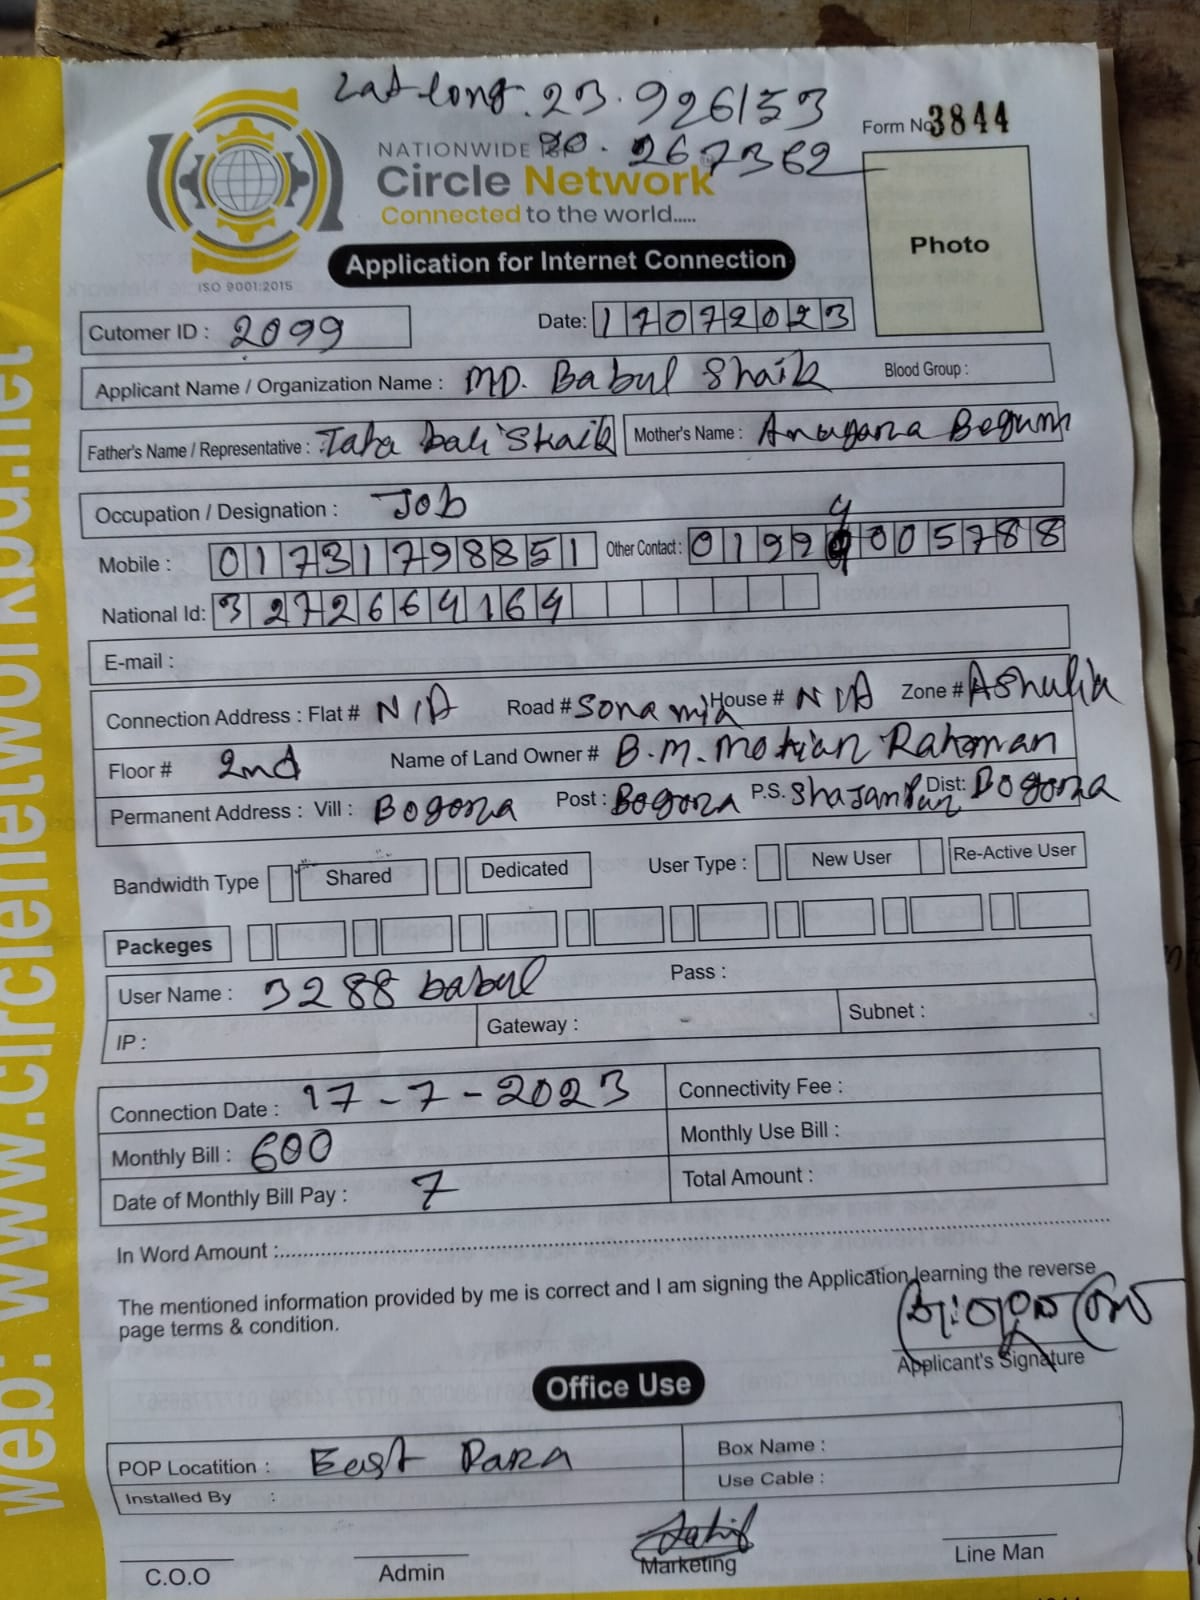 Lat long. 23.926153
90.267362
Form No 3844
NATIONWIDE ISP
Circle Network
Connected to the world.....
Photo
Application for Internet Connection
ISO 9001:2015
Cutomer ID : 2099
Date: 17072023
Applicant Name / Organization Name : MD. Babul Shaik Blood Group :
Father's Name / Representative : Shaik Mother's Name : Begum
Occupation / Designation : Job
Mobile : 01731798851 Other Contact : 01994005788
National Id: 3272664164
E-mail :
Connection Address : Flat # N/A Road # Sona mia House # N/A Zone # Ashulia
Floor # 2nd Name of Land Owner # B.M. Rahman
Permanent Address : Vill : Bogora Post : Bogora P.S. Shajanpur Dist: Bogora
Bandwidth Type Shared Dedicated User Type : New User Re-Active User
Packeges
User Name : 3288 babul Pass :
IP : Gateway : Subnet :
Connection Date : 17-7-2023 Connectivity Fee :
Monthly Bill : 600 Monthly Use Bill :
Date of Monthly Bill Pay : 7 Total Amount :
In Word Amount :
The mentioned information provided by me is correct and I am signing the Application learning the reverse
page terms & condition.
Applicant's Signature
Office Use
POP Locatition : East Para Box Name :
Installed By : Use Cable :
C.O.O Admin Marketing Line Man
web: www.circlenetworkbd.net